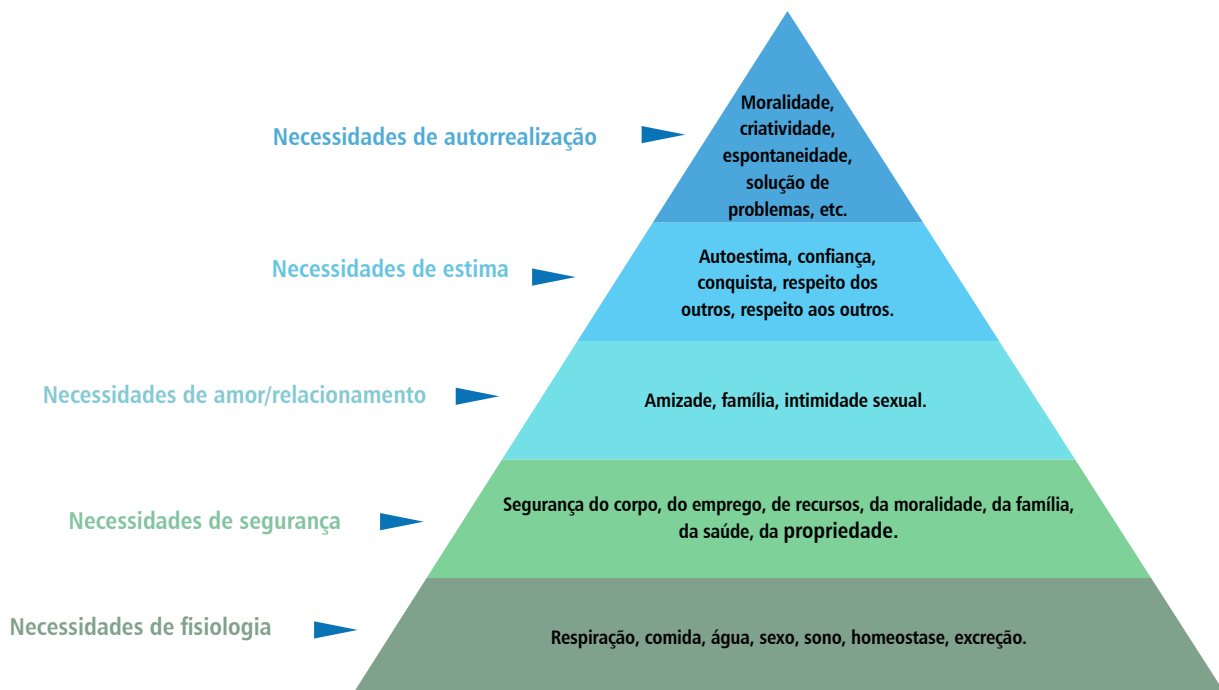 Moralidade,
criatividade,
espontaneidade,
solução de
problemas, etc.
Necessidades de autorrealização
Autoestima, confiança,
conquista, respeito dos
outros, respeito aos outros.
Necessidades de estima
Necessidades de amor/relacionamento
Amizade, família, intimidade sexual.
Necessidades de segurança
Segurança do corpo, do emprego, de recursos, da moralidade, da família,
da saúde, da propriedade.
Necessidades de fisiologia
Respiração, comida, água, sexo, sono, homeostase, excreção.